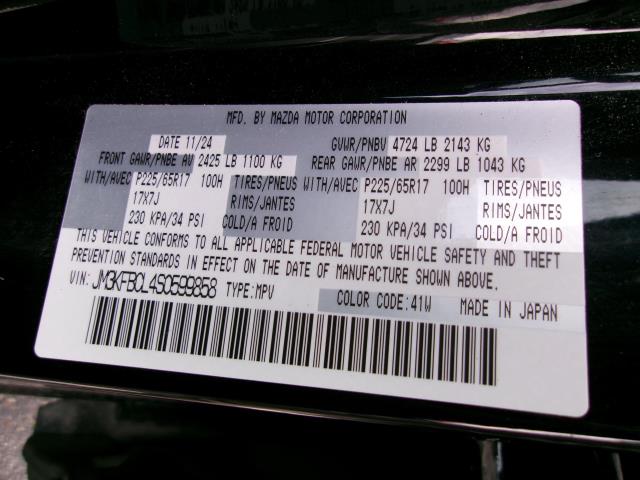 MFD. BY MAZDA MOTOR CORPORATION
DATE 11/24 GVWR/PNBV 4724 LB 2143 KG
FRONT GAWR/PNBE AV 2425 LB 1100 KG REAR GAWR/PNBE AR 2299 LB 1043 KG
WITH/AVEC P225/65R17 100H TIRES/PNEUS WITH/AVEC P225/65R17 100H TIRES/PNEUS
17X7J RIMS/JANTES 17X7J RIMS/JANTES
230 KPA/34 PSI COLD/A FROID 230 KPA/34 PSI COLD/A FROID
THIS VEHICLE CONFORMS TO ALL APPLICABLE FEDERAL MOTOR VEHICLE SAFETY AND THEFT
PREVENTION STANDARDS IN EFFECT ON THE DATE OF MANUFACTURE SHOWN ABOVE.
VIN: JM3KFBCL4S0599858 TYPE:MPV COLOR CODE:41W MADE IN JAPAN